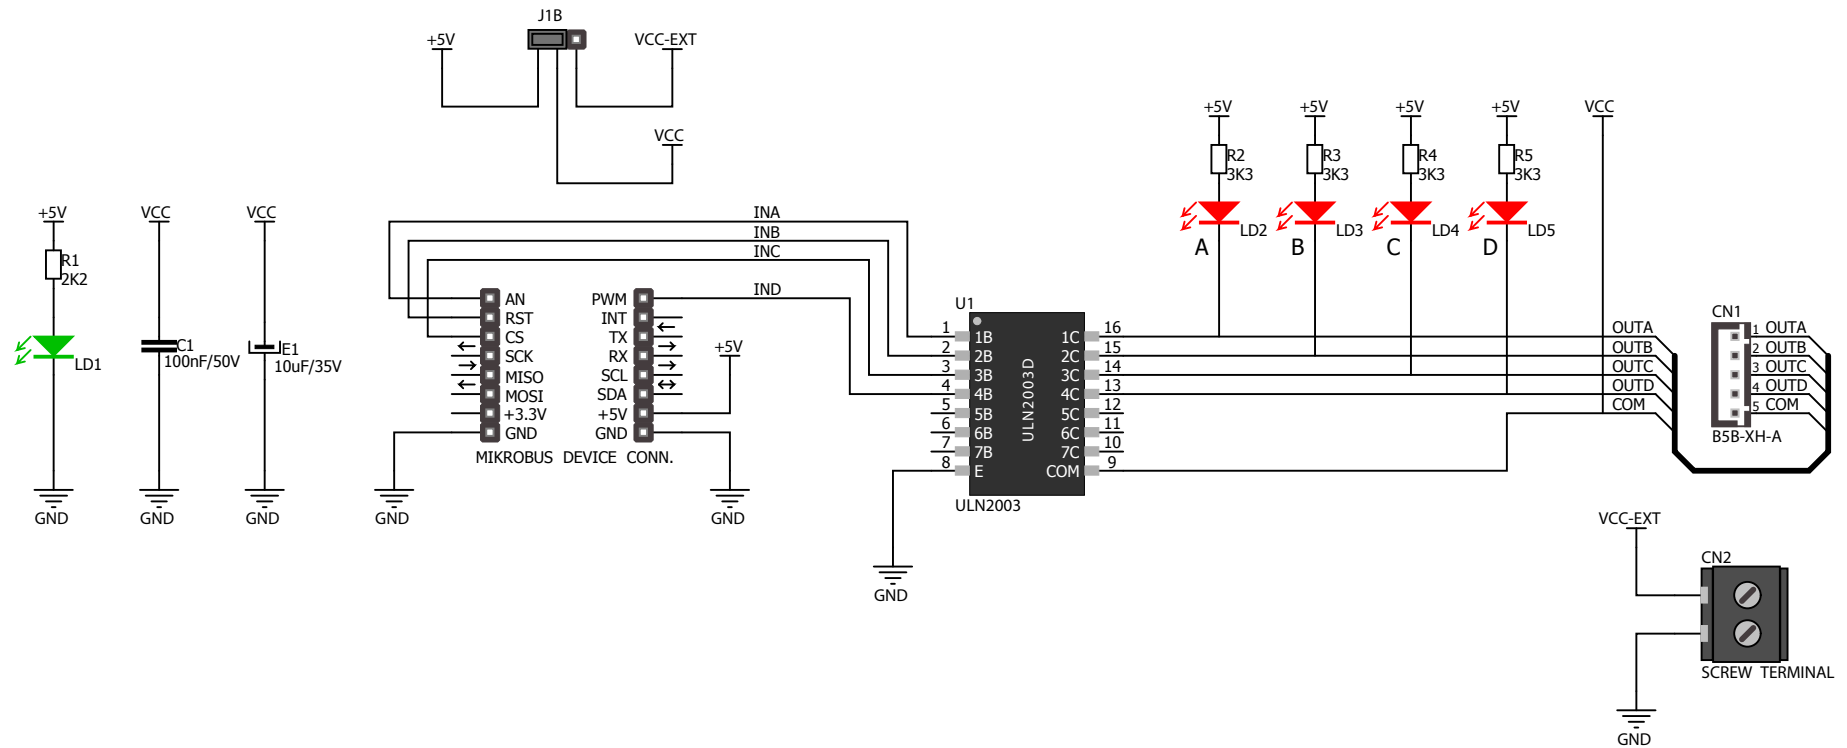 J1B
+5V
VCC-EXT
VCC
+5V
R1
2K2
LD1
GND
VCC
C1
100nF/50V
GND
VCC
E1
10uF/35V
GND
INA
INB
INC
IND
AN
RST
CS
SCK
MISO
MOSI
+3.3V
GND
PWM
INT
TX
RX
SCL
SDA
+5V
GND
MIKROBUS DEVICE CONN.
GND
+5V
GND
U1
1 1B
2 2B
3 3B
4 4B
5 5B
6 6B
7 7B
8 E
ULN2003D
1C 16
2C 15
3C 14
4C 13
5C 12
6C 11
7C 10
COM 9
ULN2003
GND
+5V
R2
3K3
LD2
A
+5V
R3
3K3
LD3
B
+5V
R4
3K3
LD4
C
+5V
R5
3K3
LD5
D
VCC
OUTA
OUTB
OUTC
OUTD
COM
CN1
1 OUTA
2 OUTB
3 OUTC
4 OUTD
5 COM
B5B-XH-A
VCC-EXT
CN2
SCREW TERMINAL
GND